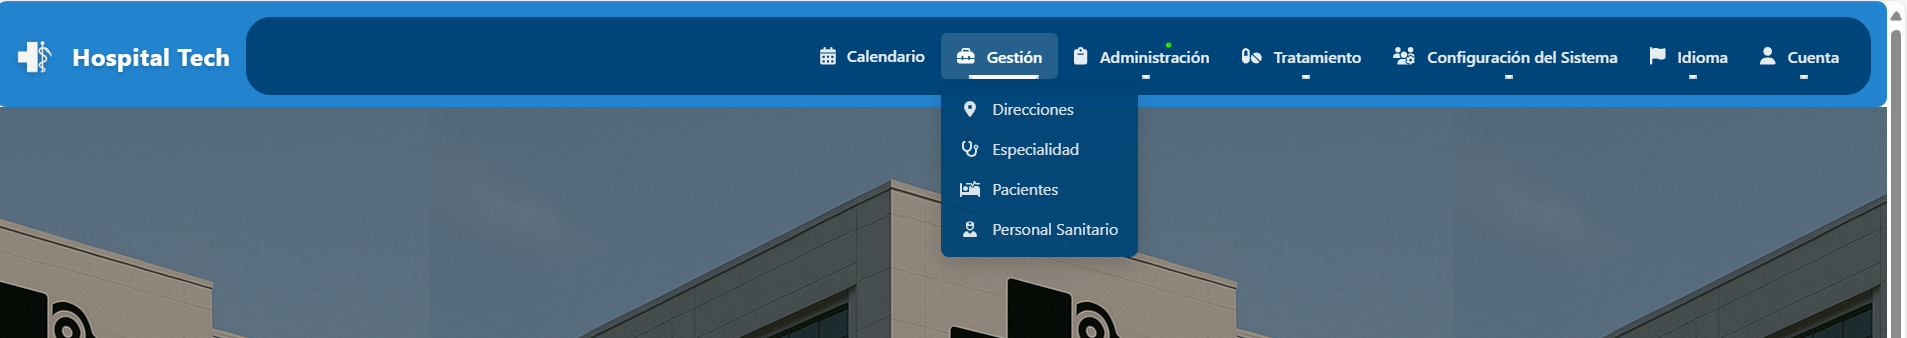 Hospital Tech
Calendario
Gestión
Administración
Tratamiento
Configuración del Sistema
Idioma
Cuenta
Direcciones
Especialidad
Pacientes
Personal Sanitario